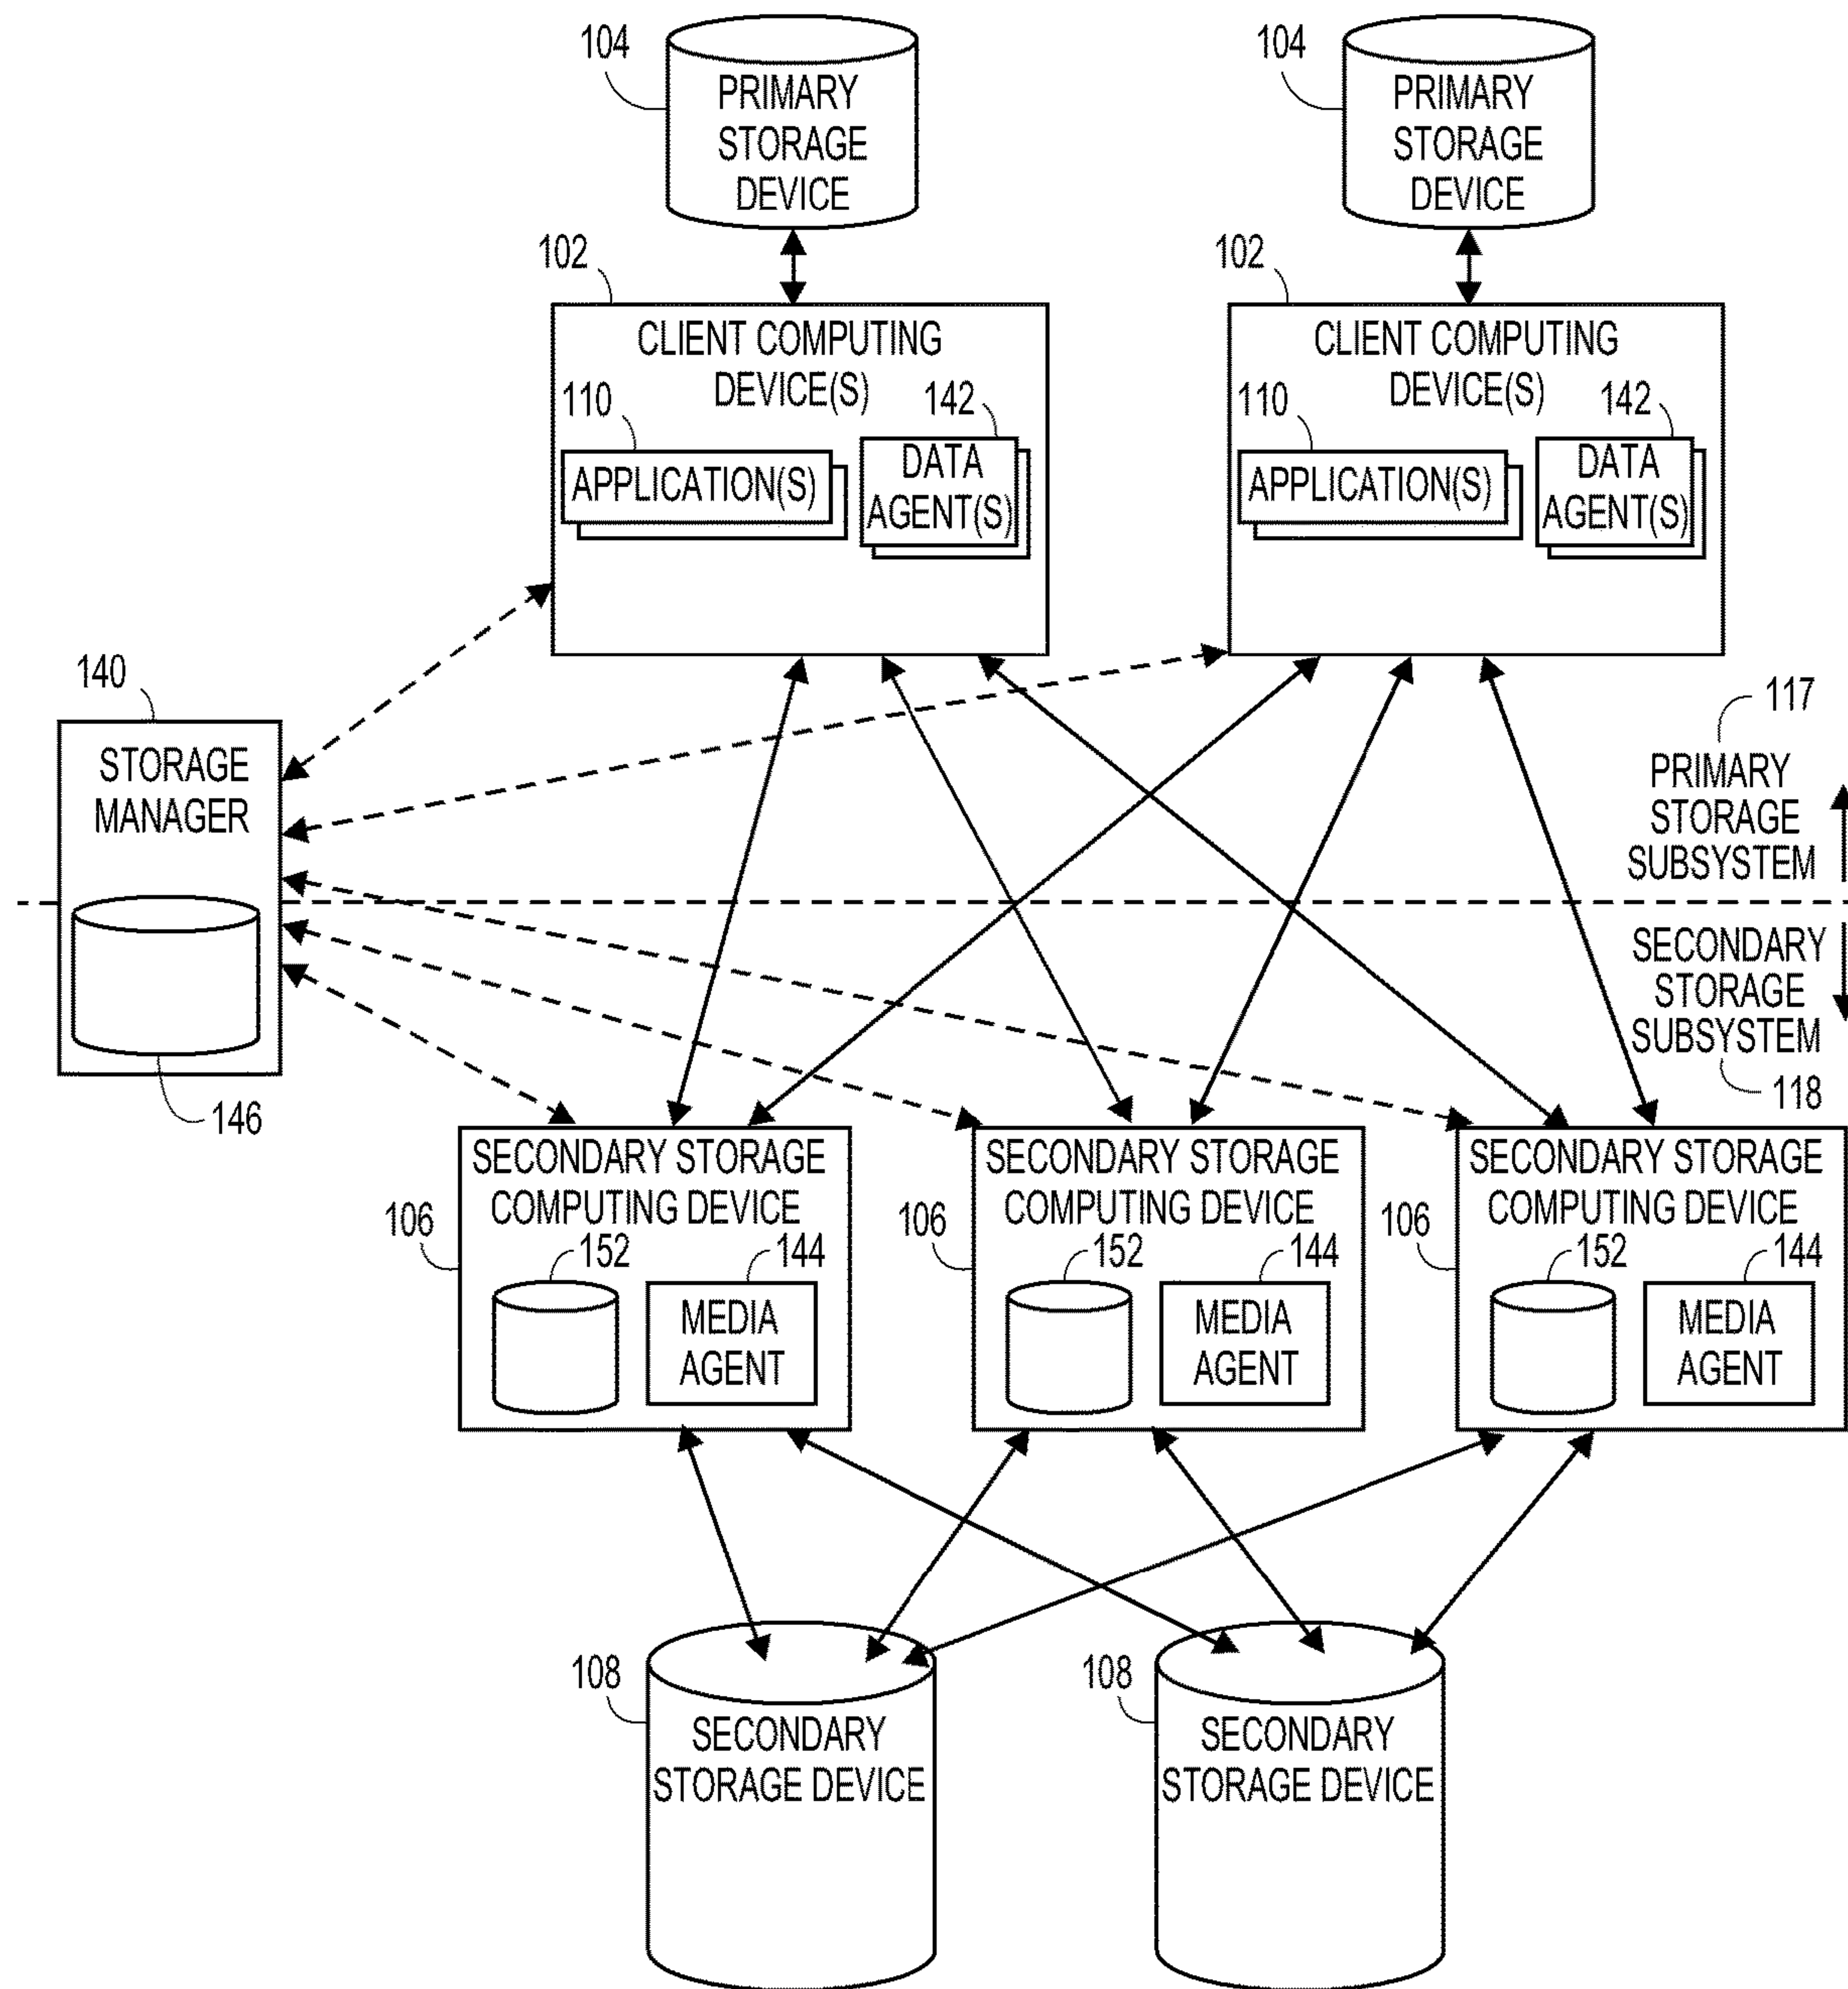 104
PRIMARY
STORAGE
DEVICE
104
PRIMARY
STORAGE
DEVICE
102
CLIENT COMPUTING
DEVICE(S)
110
142
APPLICATION(S)
DATA
AGENT(S)
102
CLIENT COMPUTING
DEVICE(S)
110
142
APPLICATION(S)
DATA
AGENT(S)
140
STORAGE
MANAGER
146
117
PRIMARY
STORAGE
SUBSYSTEM
SECONDARY
STORAGE
SUBSYSTEM
118
SECONDARY STORAGE
COMPUTING DEVICE
106
152
144
MEDIA
AGENT
SECONDARY STORAGE
COMPUTING DEVICE
106
152
144
MEDIA
AGENT
SECONDARY STORAGE
COMPUTING DEVICE
106
152
144
MEDIA
AGENT
108
SECONDARY
STORAGE DEVICE
108
SECONDARY
STORAGE DEVICE